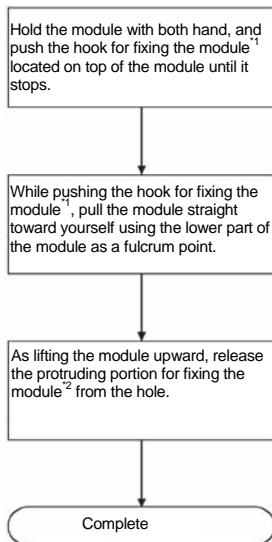 Hold the module with both hand, and
push the hook for fixing the module*1
located on top of the module until it
stops.
While pushing the hook for fixing the
module*1, pull the module straight
toward yourself using the lower part of
the module as a fulcrum point.
As lifting the module upward, release
the protruding portion for fixing the
module*2 from the hole.
Complete